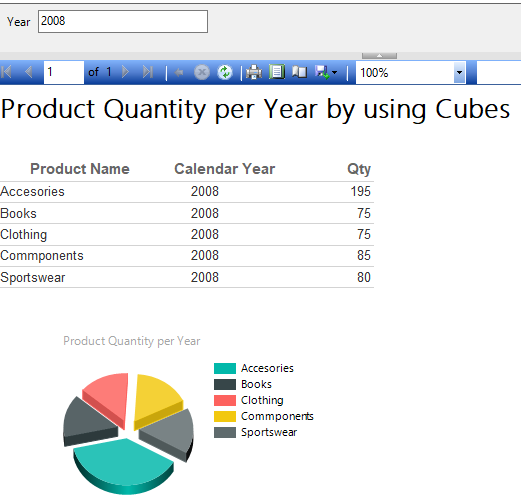 Year 2008
1 of 1 100%
Product Quantity per Year by using Cubes
Product Name Calendar Year Qty
Accesories 2008 195
Books 2008 75
Clothing 2008 75
Commponents 2008 85
Sportswear 2008 80
Product Quantity per Year
Accesories
Books
Clothing
Commponents
Sportswear